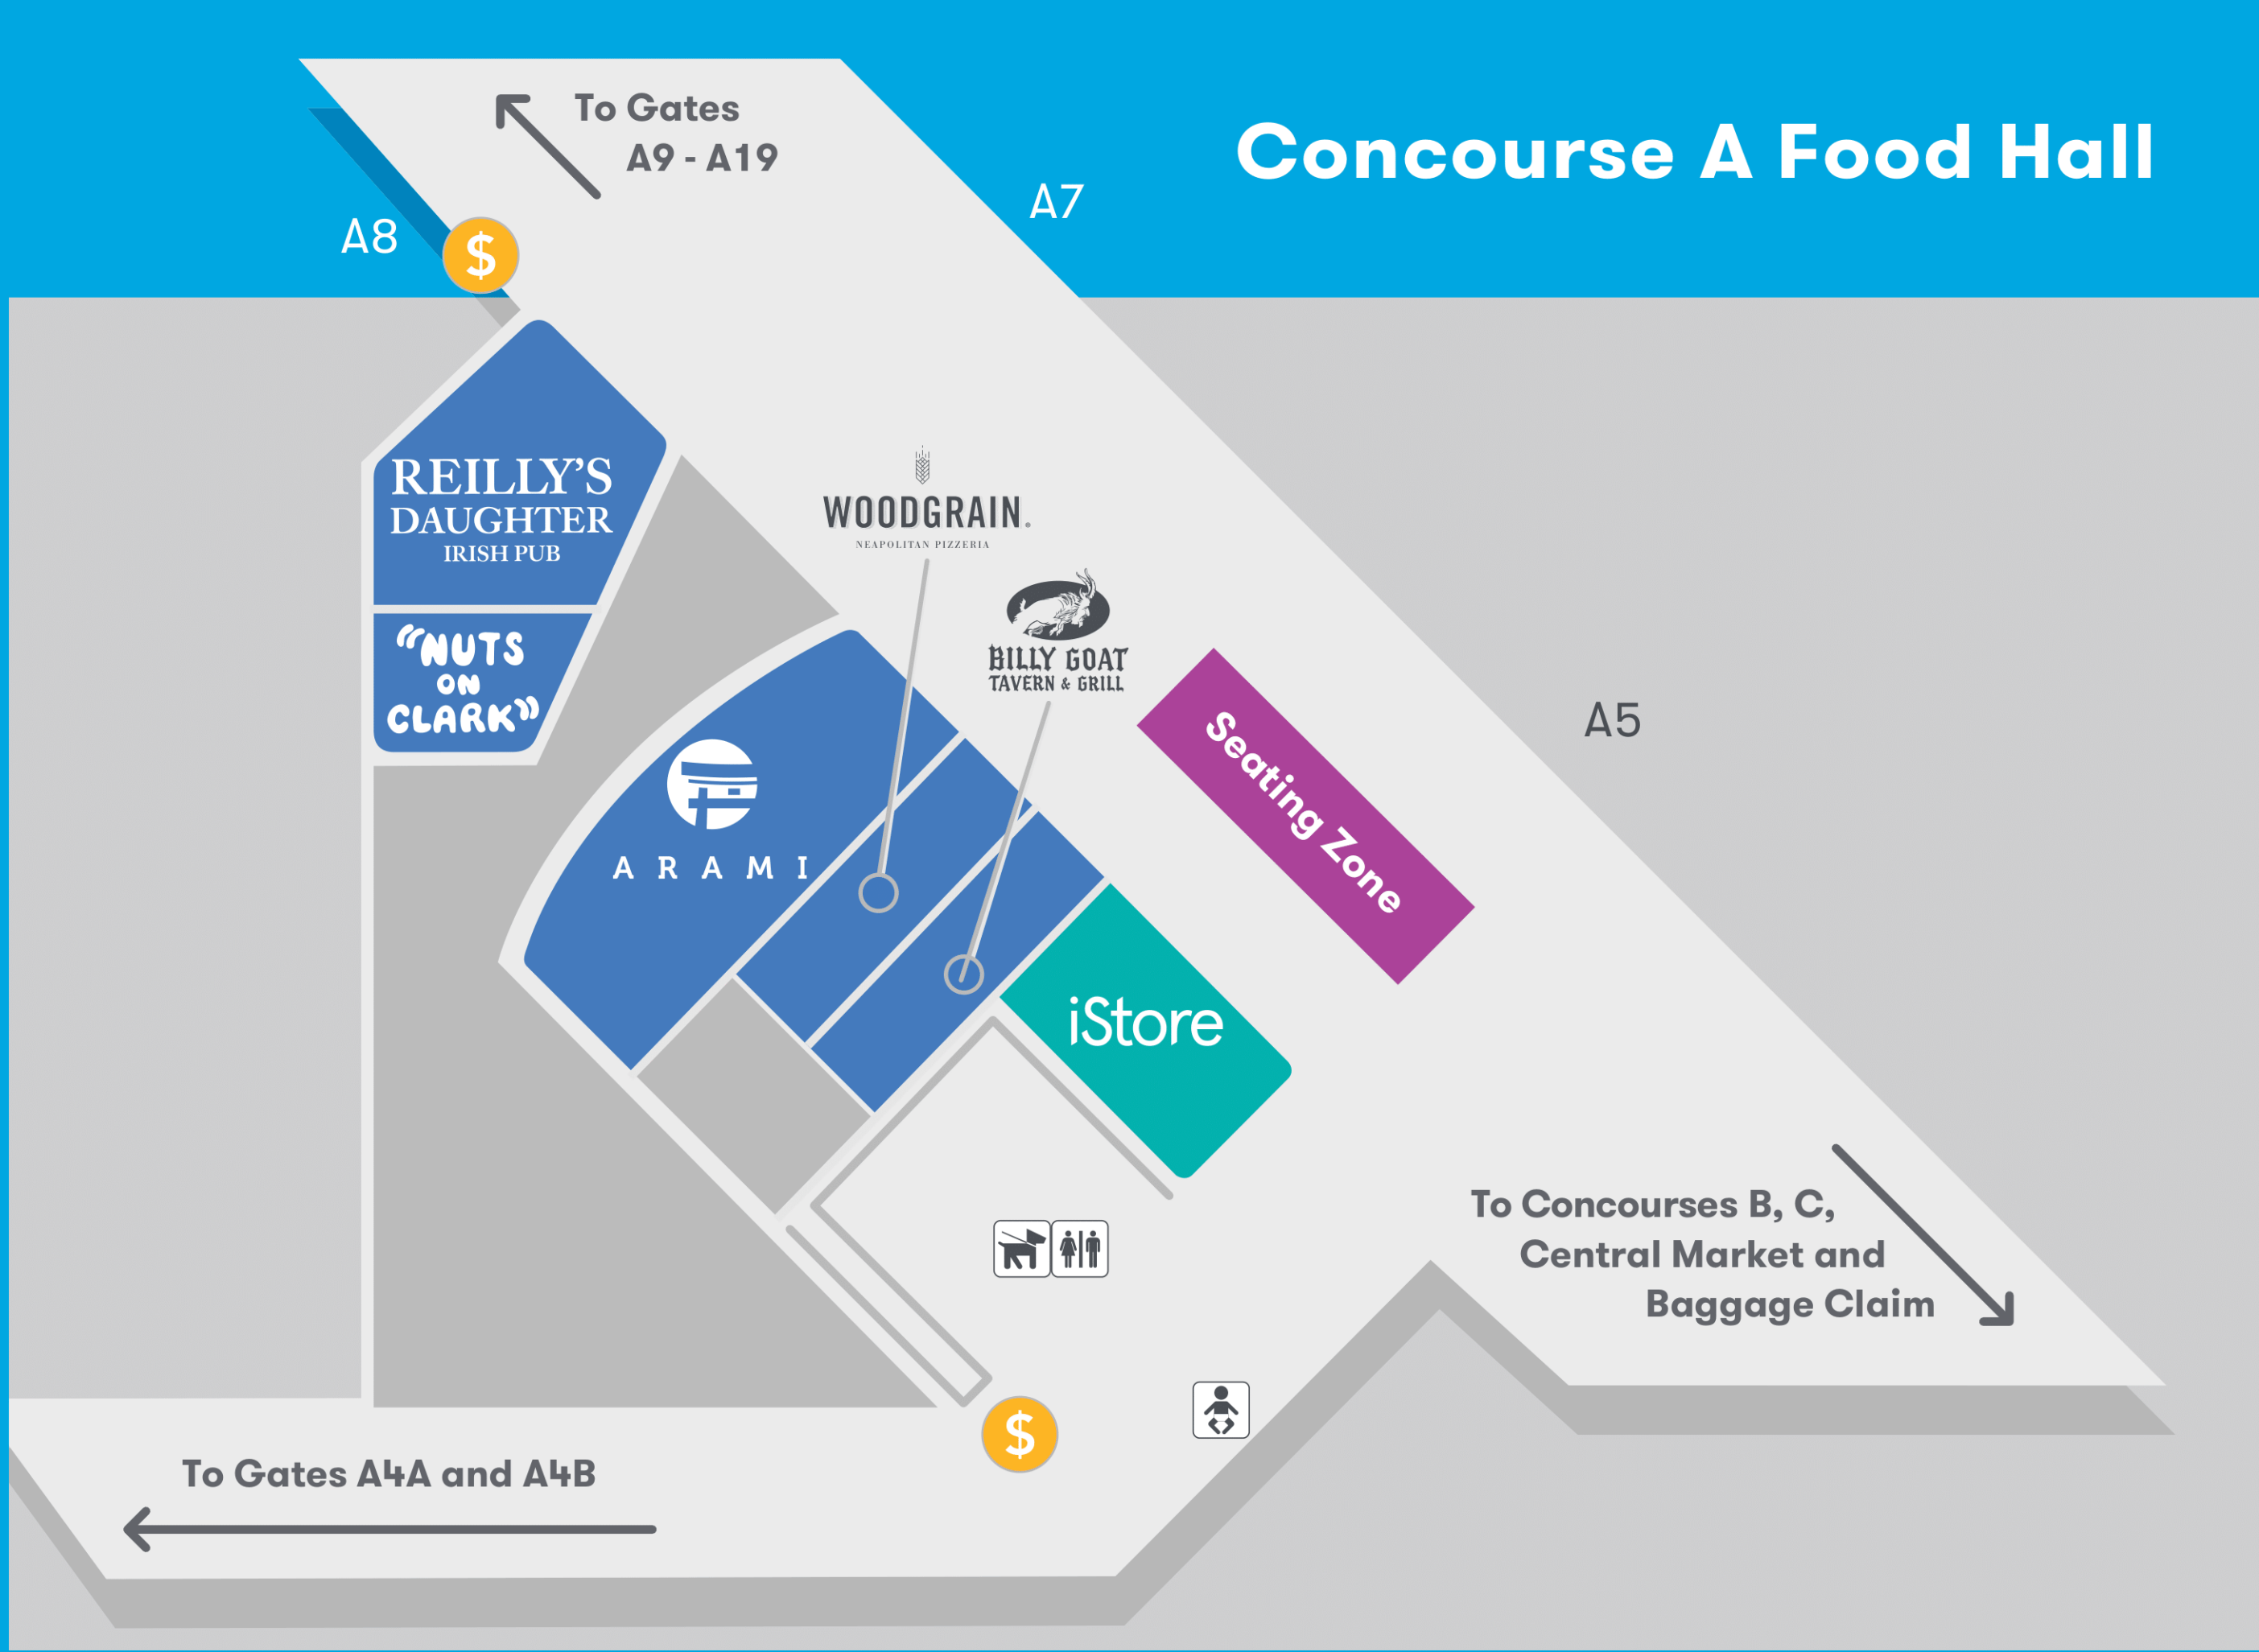 Concourse A Food Hall
To Gates
A9 - A19
A7
A8
$
REILLY'S
DAUGHTER
IRISH PUB
WOODGRAIN®
NEAPOLITAN PIZZERIA
BILLY GOAT
TAVERN & GRILL
"NUTS
ON
CLARK"
Seating Zone
A5
ARAMI
iStore
To Concourses B, C,
Central Market and
Baggage Claim
$
To Gates A4A and A4B